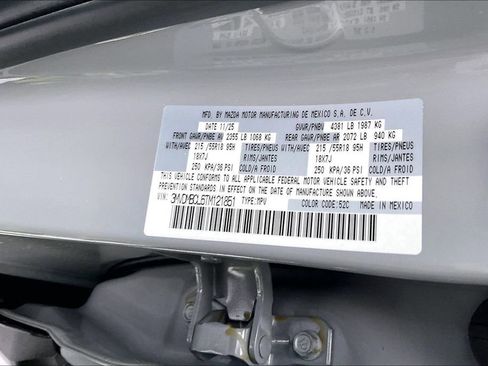 MFD. BY MAZDA MOTOR MANUFACTURING DE MEXICO S.A. DE C.V.
DATE 11/25 GVWR/PNBV 4381 LB 1987 KG
FRONT GAWR/PNBE AV 2355 LB 1068 KG REAR GAWR/PNBE AR 2072 LB 940 KG
WITH/AVEC 215/55R18 95H TIRES/PNEUS WITH/AVEC 215/55R18 95H TIRES/PNEUS
18X7J RIMS/JANTES 18X7J RIMS/JANTES
250 KPA/36 PSI COLD/A FROID 250 KPA/36 PSI COLD/A FROID
THIS VEHICLE CONFORMS TO ALL APPLICABLE FEDERAL MOTOR VEHICLE SAFETY AND THEFT
PREVENTION STANDARDS IN EFFECT ON THE DATE OF MANUFACTURE SHOWN ABOVE.
VIN: 3MVDMBCL6TM121851 TYPE:MPV COLOR CODE:52C MADE IN MEXICO